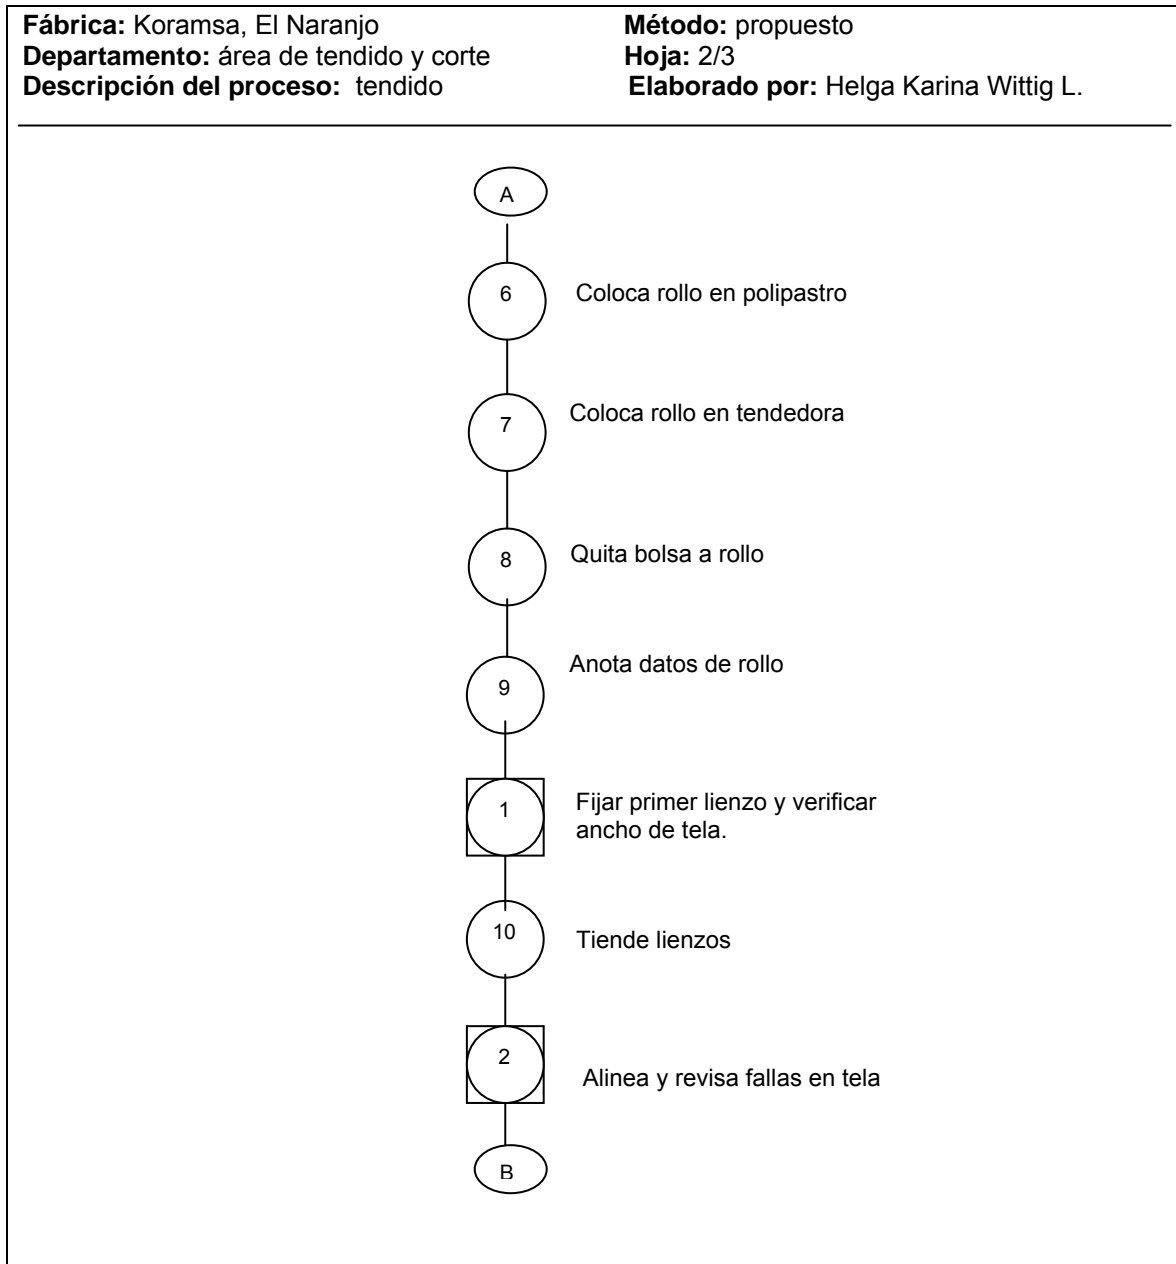 Fábrica: Koramsa, El Naranjo Método: propuesto
Departamento: área de tendido y corte Hoja: 2/3
Descripción del proceso: tendido Elaborado por: Helga Karina Wittig L.
A
6 Coloca rollo en polipastro
7 Coloca rollo en tendedora
8 Quita bolsa a rollo
9 Anota datos de rollo
1 Fijar primer lienzo y verificar
ancho de tela.
10 Tiende lienzos
2 Alinea y revisa fallas en tela
B